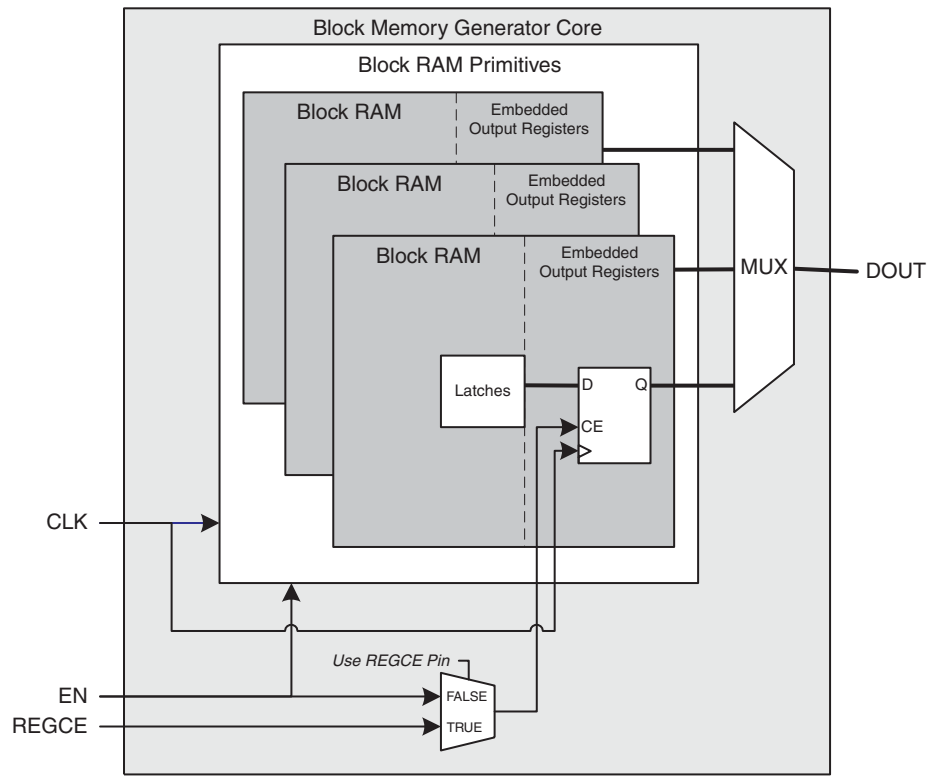 Block Memory Generator Core
Block RAM Primitives
Block RAM
Embedded
Output Registers
Block RAM
Embedded
Output Registers
Block RAM
Embedded
Output Registers
MUX
DOUT
Latches
D
Q
CE
CLK
Use REGCE Pin
EN
FALSE
REGCE
TRUE